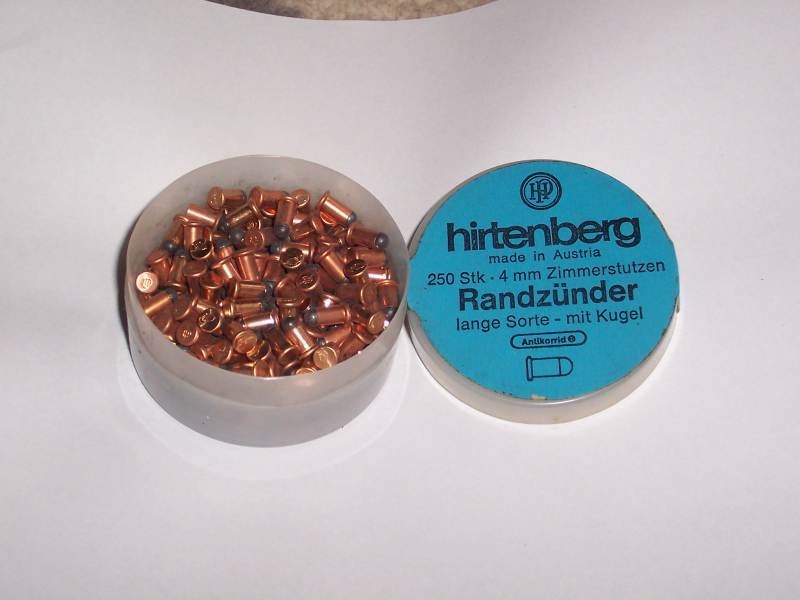 HP
hirtenberg
made in Austria
250 Stk · 4 mm Zimmerstutzen
Randzünder
lange Sorte - mit Kugel
Antikorrid ®